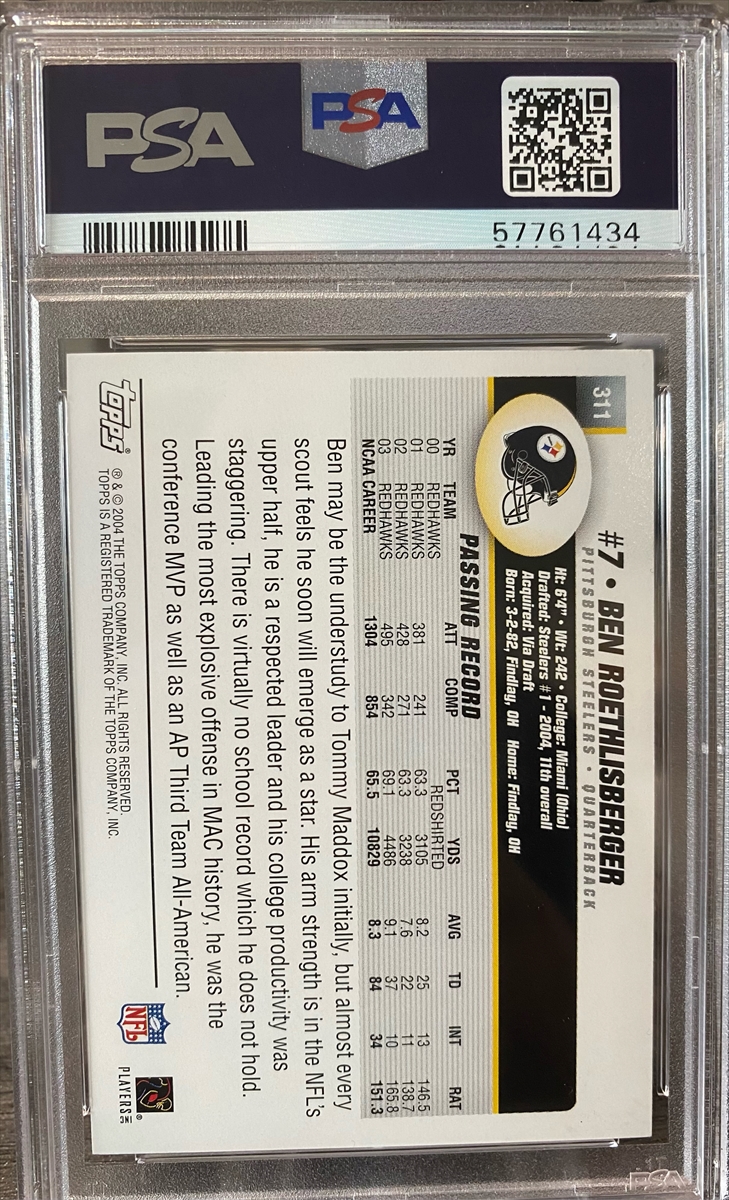 PSA
PSA
57761434
311
#7 • BEN ROETHLISBERGER
PITTSBURGH STEELERS • QUARTERBACK
Ht: 6'4" • Wt: 242 • College: Miami (Ohio)
Drafted: Steelers #1 - 2004, 11th overall
Acquired: Via Draft
Born: 3-2-82, Findlay, OH Home: Findlay, OH
PASSING RECORD
YR TEAM ATT COMP PCT YDS AVG TD INT RAT
00 REDHAWKS REDSHIRTED
01 REDHAWKS 381 241 63.3 3105 8.2 25 13 146.5
02 REDHAWKS 428 271 63.3 3238 7.6 22 11 138.7
03 REDHAWKS 495 342 69.1 4486 9.1 37 10 165.8
NCAA CAREER 1304 854 65.5 10829 8.3 84 34 151.3
Ben may be the understudy to Tommy Maddox initially, but almost every
scout feels he soon will emerge as a star. His arm strength is in the NFL's
upper half, he is a respected leader and his college productivity was
staggering. There is virtually no school record which he does not hold.
Leading the most explosive offense in MAC history, he was the
conference MVP as well as an AP Third Team All-American.
topps®
® & © 2004 THE TOPPS COMPANY, INC. ALL RIGHTS RESERVED.
TOPPS IS A REGISTERED TRADEMARK OF THE TOPPS COMPANY, INC.
NFL
PLAYERS INC
PSA